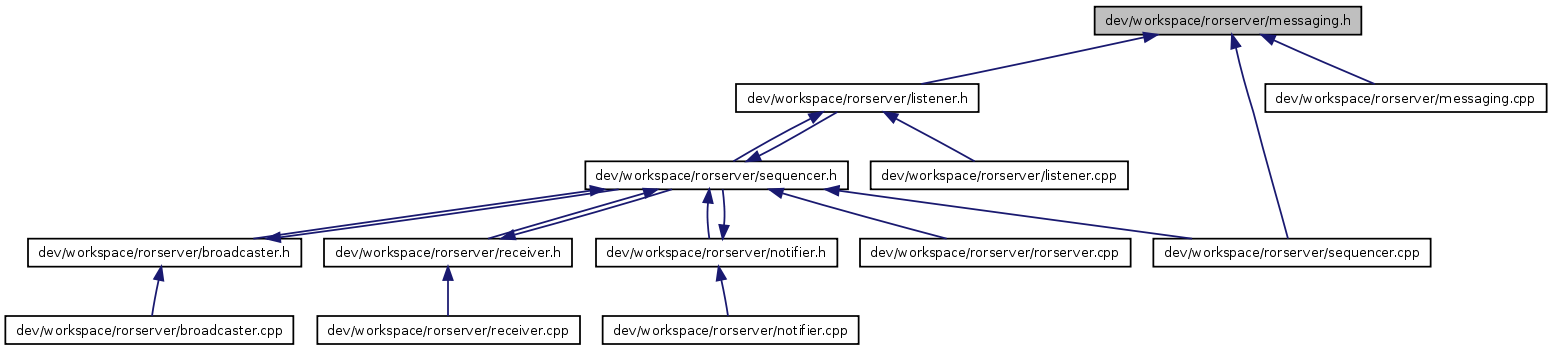 dev/workspace/rorserver/messaging.h
dev/workspace/rorserver/listener.h
dev/workspace/rorserver/messaging.cpp
dev/workspace/rorserver/sequencer.h
dev/workspace/rorserver/listener.cpp
dev/workspace/rorserver/broadcaster.h
dev/workspace/rorserver/receiver.h
dev/workspace/rorserver/notifier.h
dev/workspace/rorserver/rorserver.cpp
dev/workspace/rorserver/sequencer.cpp
dev/workspace/rorserver/broadcaster.cpp
dev/workspace/rorserver/receiver.cpp
dev/workspace/rorserver/notifier.cpp